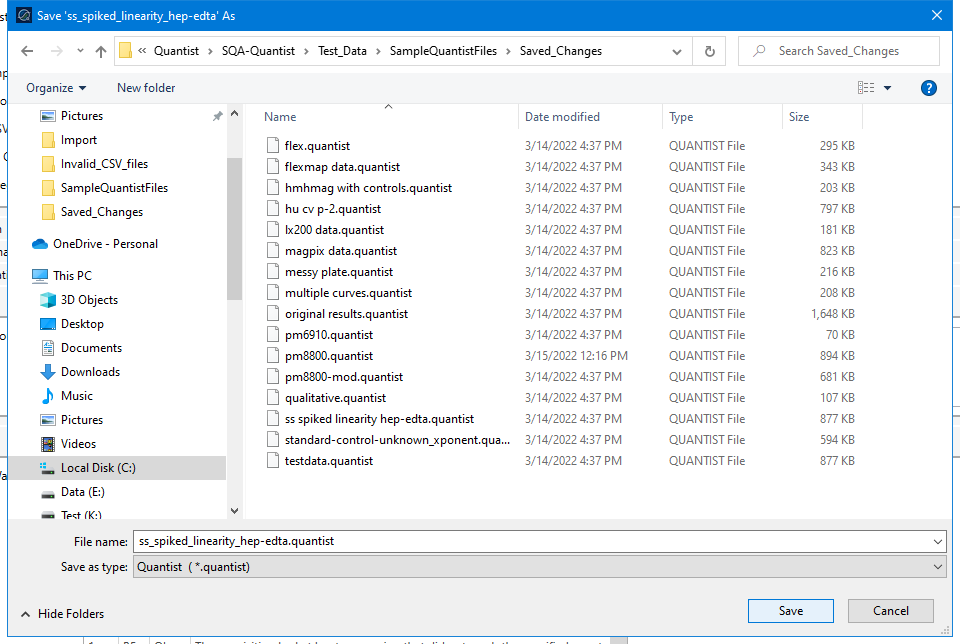 Save 'ss_spiked_linearity_hep-edta' As
« Quantist › SQA-Quantist › Test_Data › SampleQuantistFiles › Saved_Changes
Search Saved_Changes
Organize New folder
Pictures
Import
Invalid_CSV_files
SampleQuantistFiles
Saved_Changes
OneDrive - Personal
This PC
3D Objects
Desktop
Documents
Downloads
Music
Pictures
Videos
Local Disk (C:)
Data (E:)
Test (K:)
Name Date modified Type Size
flex.quantist 3/14/2022 4:37 PM QUANTIST File 295 KB
flexmap data.quantist 3/14/2022 4:37 PM QUANTIST File 343 KB
hmhmag with controls.quantist 3/14/2022 4:37 PM QUANTIST File 203 KB
hu cv p-2.quantist 3/14/2022 4:37 PM QUANTIST File 797 KB
lx200 data.quantist 3/14/2022 4:37 PM QUANTIST File 181 KB
magpix data.quantist 3/14/2022 4:37 PM QUANTIST File 823 KB
messy plate.quantist 3/14/2022 4:37 PM QUANTIST File 216 KB
multiple curves.quantist 3/14/2022 4:37 PM QUANTIST File 208 KB
original results.quantist 3/14/2022 4:37 PM QUANTIST File 1,648 KB
pm6910.quantist 3/14/2022 4:37 PM QUANTIST File 70 KB
pm8800.quantist 3/15/2022 12:16 PM QUANTIST File 894 KB
pm8800-mod.quantist 3/14/2022 4:37 PM QUANTIST File 681 KB
qualitative.quantist 3/14/2022 4:37 PM QUANTIST File 107 KB
ss spiked linearity hep-edta.quantist 3/14/2022 4:37 PM QUANTIST File 877 KB
standard-control-unknown_xponent.qua... 3/14/2022 4:37 PM QUANTIST File 594 KB
testdata.quantist 3/14/2022 4:37 PM QUANTIST File 877 KB
File name: ss_spiked_linearity_hep-edta.quantist
Save as type: Quantist ( *.quantist)
Hide Folders Save Cancel